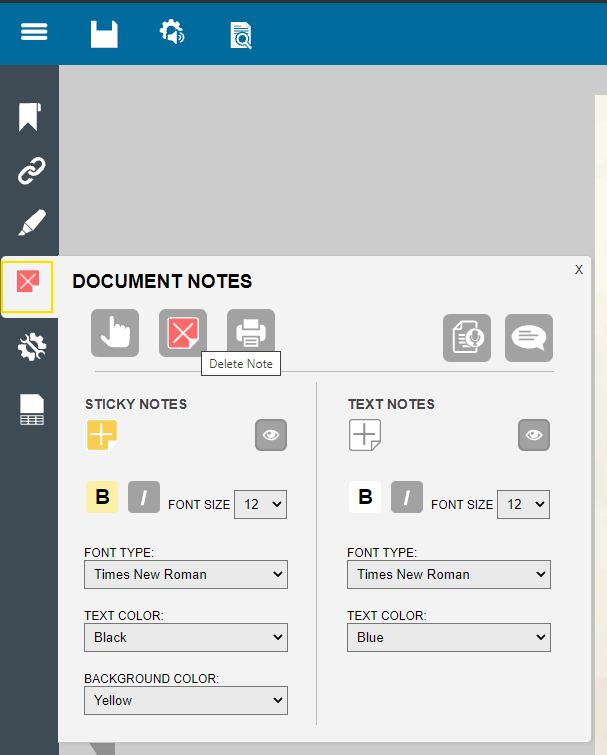 X
DOCUMENT NOTES
Delete Note
STICKY NOTES
TEXT NOTES
B I FONT SIZE 12
B I FONT SIZE 12
FONT TYPE:
Times New Roman
FONT TYPE:
Times New Roman
TEXT COLOR:
Black
TEXT COLOR:
Blue
BACKGROUND COLOR:
Yellow